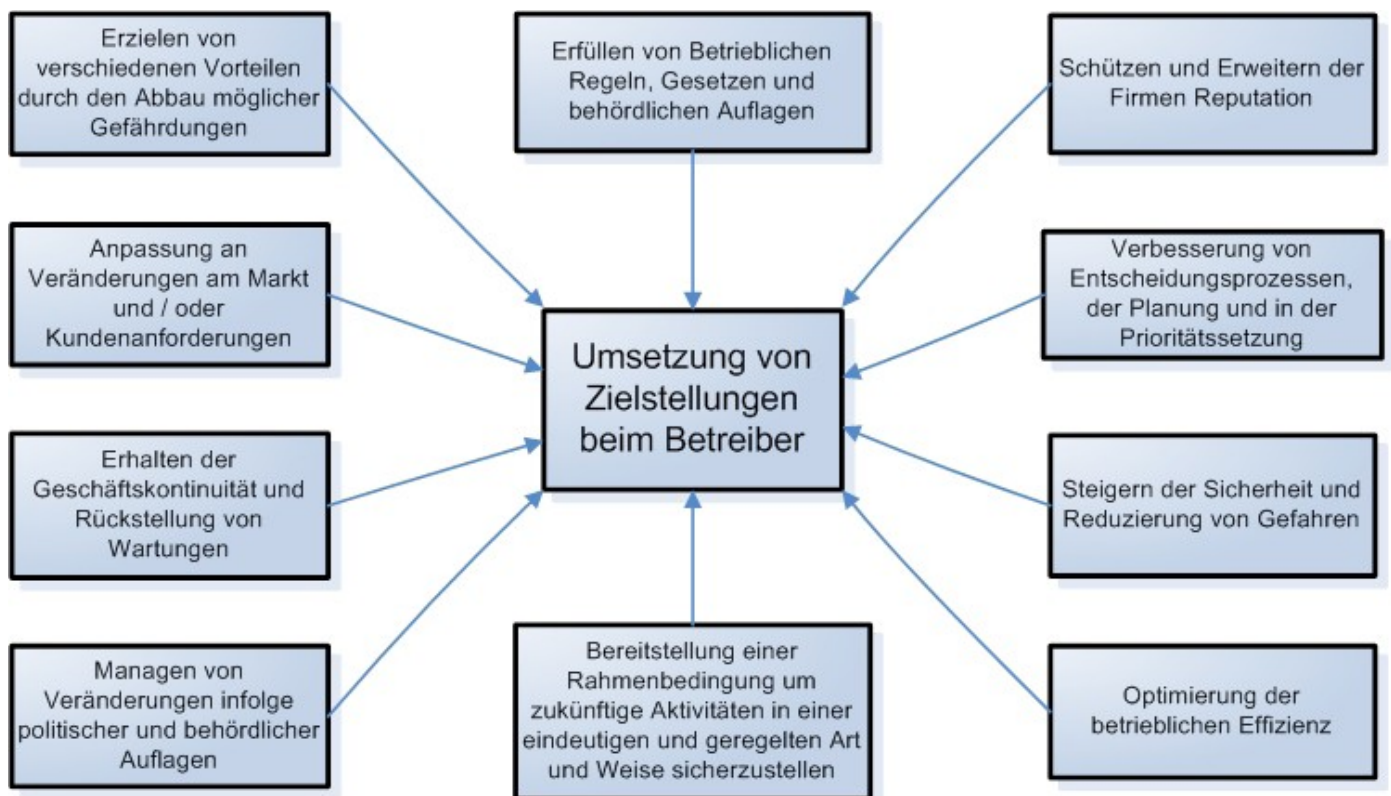 Erzielen von
verschiedenen Vorteilen
durch den Abbau möglicher
Gefährdungen
Erfüllen von Betrieblichen
Regeln, Gesetzen und
behördlichen Auflagen
Schützen und Erweitern der
Firmen Reputation
Anpassung an
Veränderungen am Markt
und / oder
Kundenanforderungen
Umsetzung von
Zielstellungen
beim Betreiber
Verbesserung von
Entscheidungsprozessen,
der Planung und in der
Prioritätssetzung
Erhalten der
Geschäftskontinuität und
Rückstellung von
Wartungen
Steigern der Sicherheit und
Reduzierung von Gefahren
Managen von
Veränderungen infolge
politischer und behördlicher
Auflagen
Bereitstellung einer
Rahmenbedingung um
zukünftige Aktivitäten in einer
eindeutigen und geregelten Art
und Weise sicherzustellen
Optimierung der
betrieblichen Effizienz